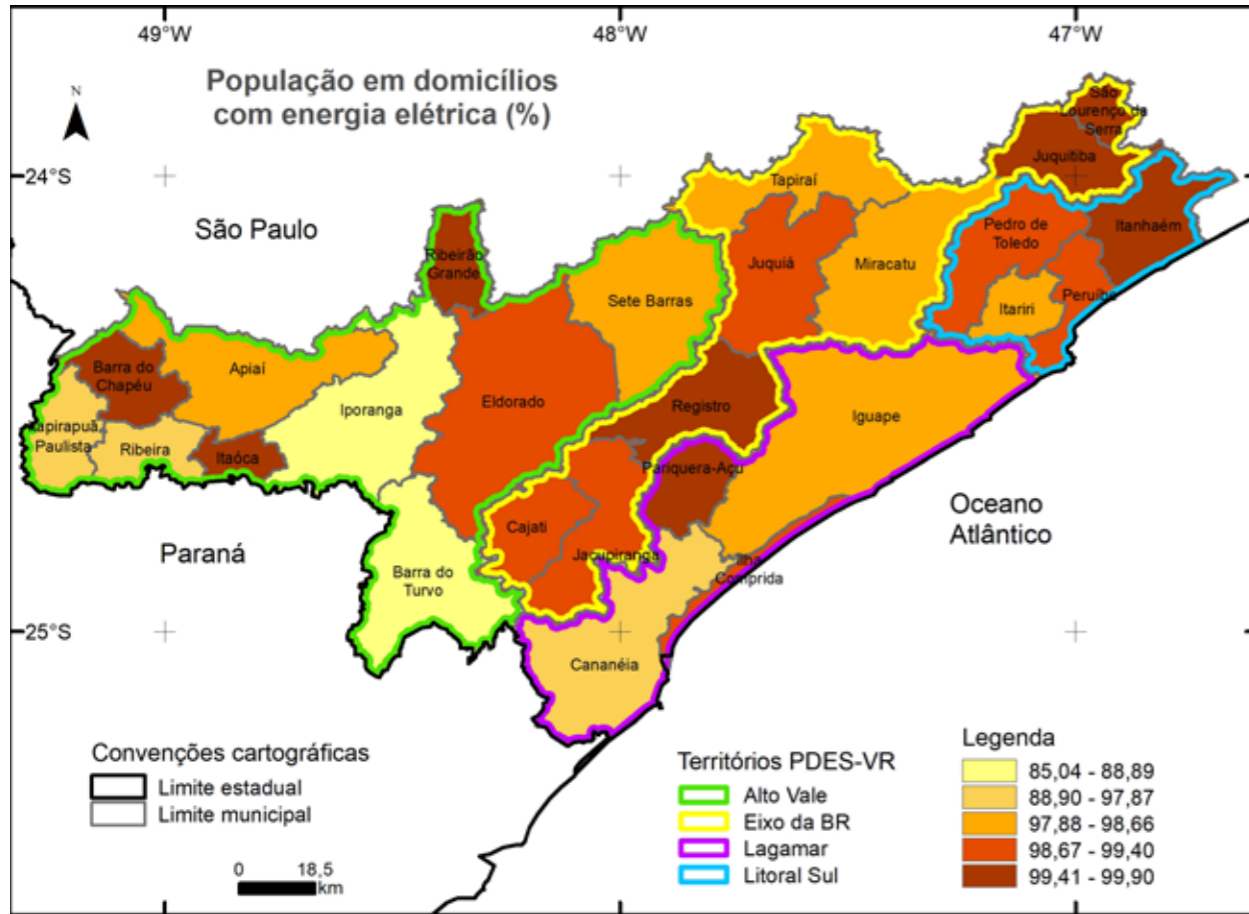 49°W
48°W
47°W
População em domicílios
com energia elétrica (%)
N
24°S
25°S
São Paulo
Paraná
Oceano
Atlântico
São
Lourenço da
Serra
Juquitiba
Itanhaém
Tapiraí
Pedro de
Toledo
Juquiá
Miracatu
Peruíbe
Itariri
Ribeirão
Grande
Sete Barras
Barra do
Chapéu
Apiaí
Iporanga
Eldorado
Registro
Iguape
Itapirapuã
Paulista
Ribeira
Itaóca
Pariquera-Açu
Cajati
Jacupiranga
Ilha
Comprida
Barra do
Turvo
Cananéia
Convenções cartográficas
Limite estadual
Limite municipal
0 18,5
km
Territórios PDES-VR
Alto Vale
Eixo da BR
Lagamar
Litoral Sul
Legenda
85,04 - 88,89
88,90 - 97,87
97,88 - 98,66
98,67 - 99,40
99,41 - 99,90